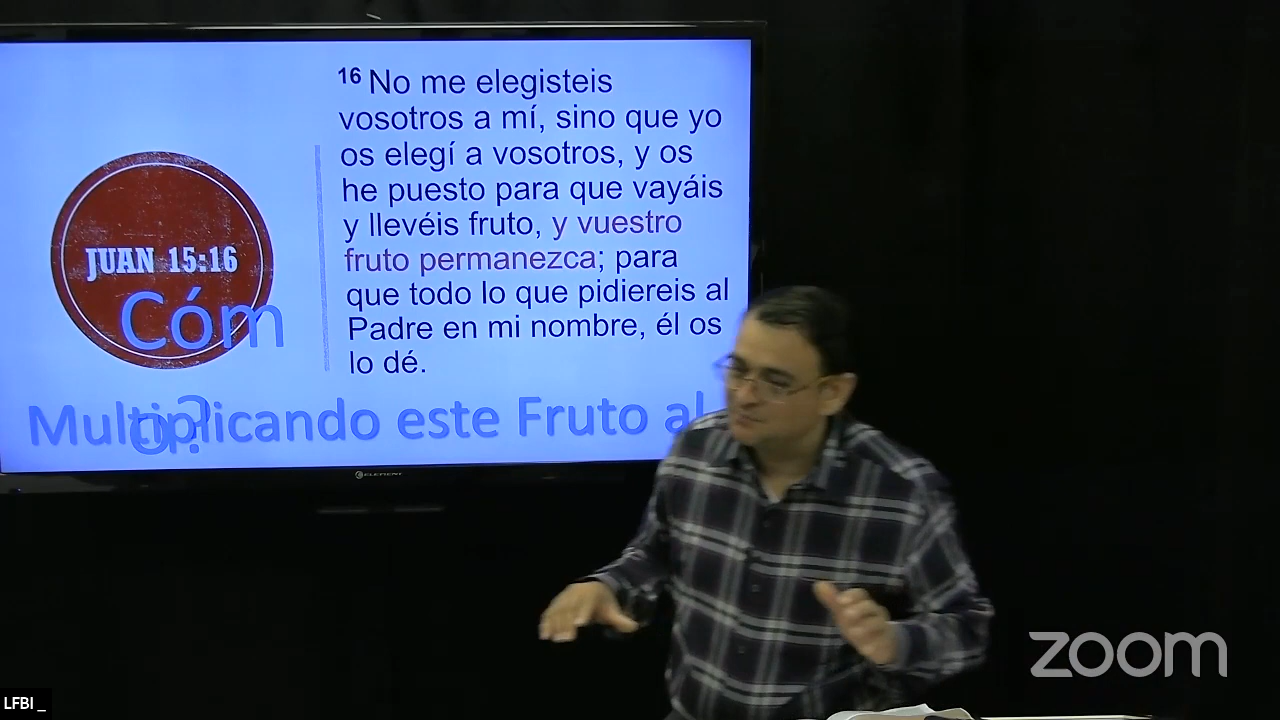 16 No me elegisteis
vosotros a mí, sino que yo
os elegí a vosotros, y os
he puesto para que vayáis
y llevéis fruto, y vuestro
fruto permanezca; para
que todo lo que pidiereis al
Padre en mi nombre, él os
lo dé.
JUAN 15:16
Cóm
o?
Multiplicando este Fruto al
ELEMENT
zoom
LFBI _